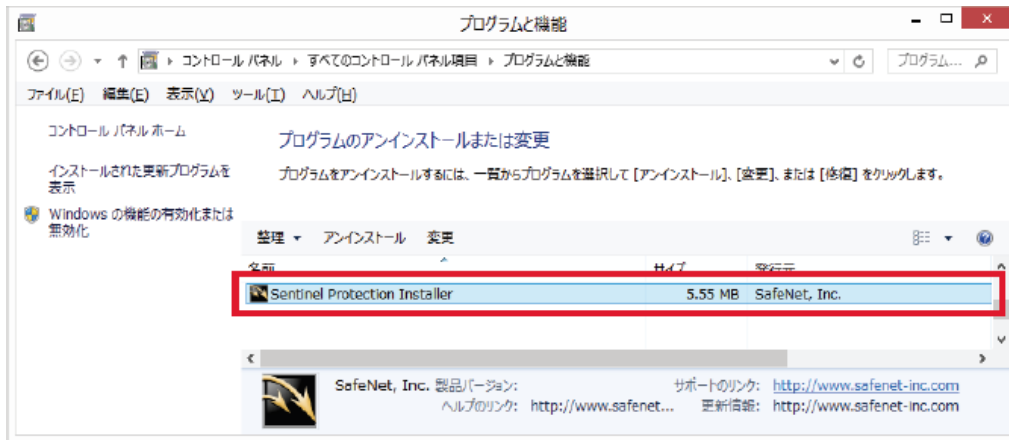 プログラムと機能
コントロール パネル ▸ すべてのコントロール パネル項目 ▸ プログラムと機能
プログラム...
ファイル(F) 編集(E) 表示(V) ツール(T) ヘルプ(H)
コントロール パネル ホーム
インストールされた更新プログラムを
表示
Windows の機能の有効化または
無効化
プログラムのアンインストールまたは変更
プログラムをアンインストールするには、一覧からプログラムを選択して [アンインストール]、[変更]、または [修復] をクリックします。
整理 アンインストール 変更
名前 サイズ 発行元
Sentinel Protection Installer 5.55 MB SafeNet, Inc.
SafeNet, Inc. 製品バージョン: サポートのリンク: http://www.safenet-inc.com
ヘルプのリンク: http://www.safenet... 更新情報: http://www.safenet-inc.com